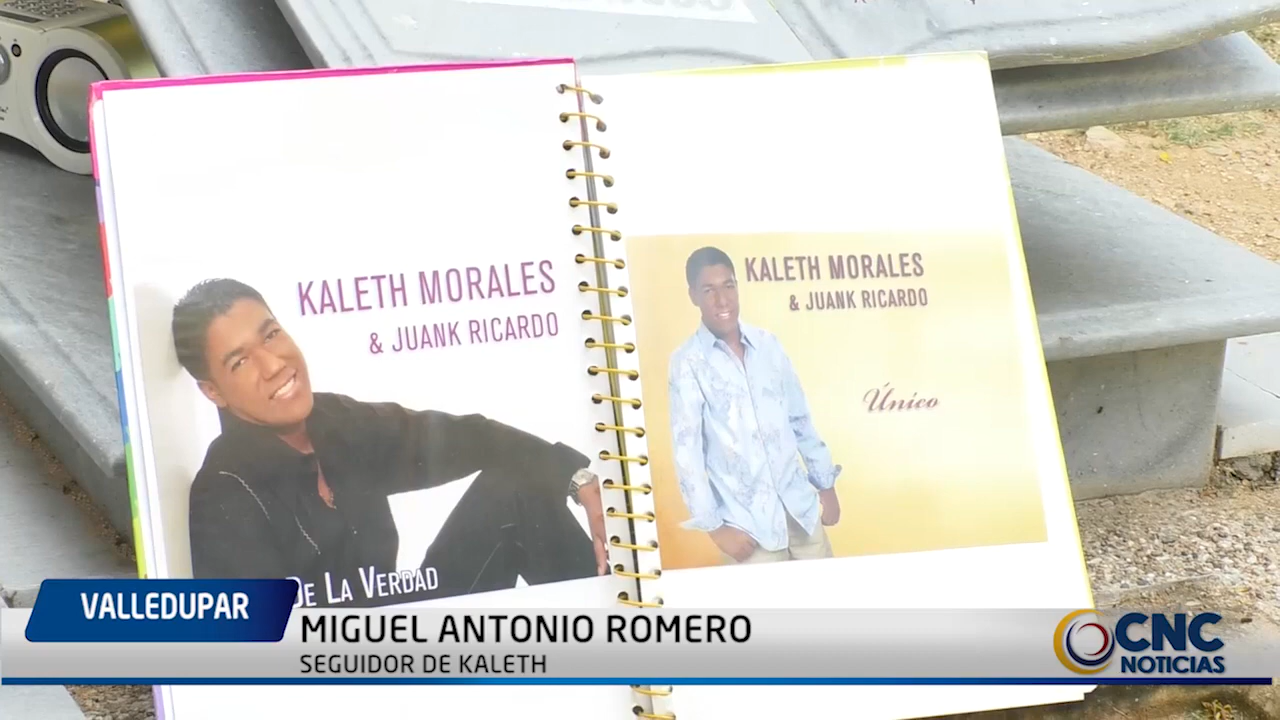 KALETH MORALES
& JUANK RICARDO
De La Verdad
KALETH MORALES
& JUANK RICARDO
Único
VALLEDUPAR
MIGUEL ANTONIO ROMERO
SEGUIDOR DE KALETH
CNC
NOTICIAS